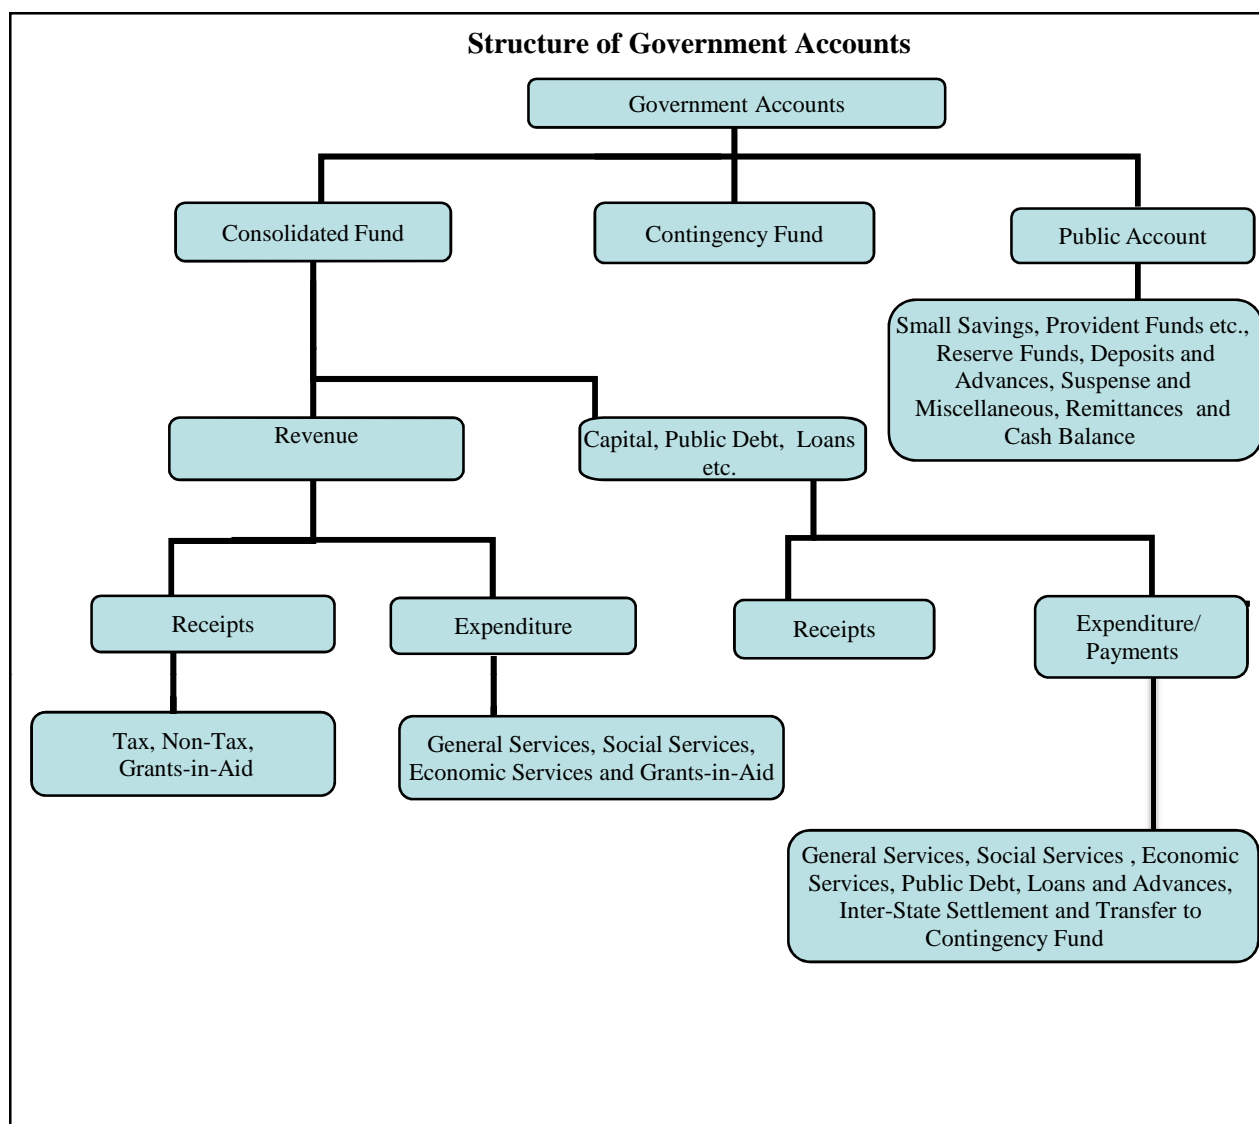 Structure of Government Accounts
Government Accounts
Consolidated Fund
Contingency Fund
Public Account
Small Savings, Provident Funds etc.,
Reserve Funds, Deposits and
Advances, Suspense and
Miscellaneous, Remittances and
Cash Balance
Revenue
Capital, Public Debt, Loans
etc.
Receipts
Expenditure
Receipts
Expenditure/
Payments
Tax, Non-Tax,
Grants-in-Aid
General Services, Social Services,
Economic Services and Grants-in-Aid
General Services, Social Services , Economic
Services, Public Debt, Loans and Advances,
Inter-State Settlement and Transfer to
Contingency Fund